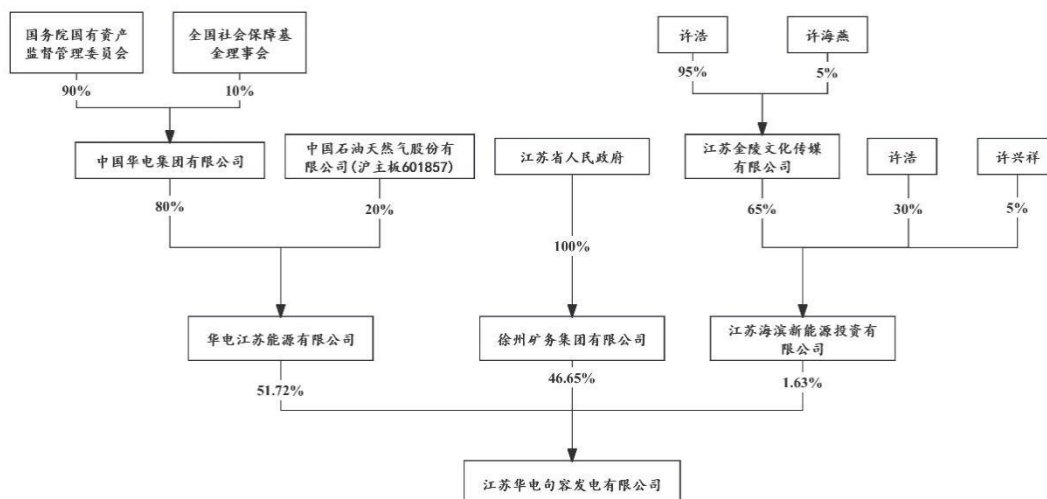 国务院国有资产
监督管理委员会
全国社会保障基
金理事会
许浩
许海燕
90%
10%
95%
5%
中国华电集团有限公司
中国石油天然气股份有
限公司(沪主板601857)
江苏省人民政府
江苏金陵文化传媒
有限公司
许浩
许兴祥
80%
20%
100%
65%
30%
5%
华电江苏能源有限公司
徐州矿务集团有限公司
江苏海滨新能源投资有
限公司
51.72%
46.65%
1.63%
江苏华电句容发电有限公司